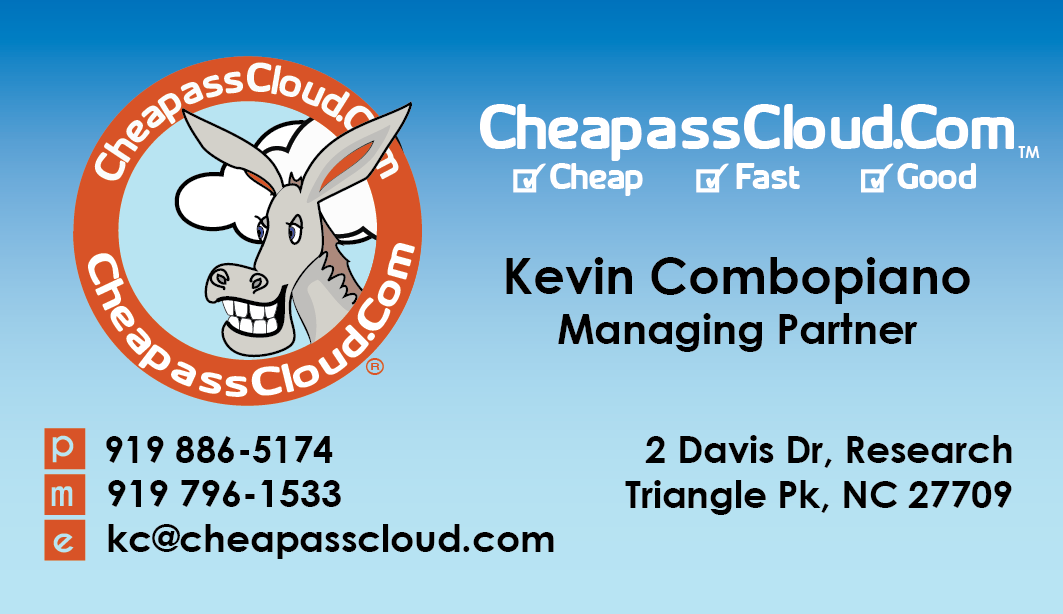 CheapassCloud.Com
CheapassCloud.Com
®
CheapassCloud.Com™
Cheap Fast Good
Kevin Combopiano
Managing Partner
p 919 886-5174
m 919 796-1533
e kc@cheapasscloud.com
2 Davis Dr, Research
Triangle Pk, NC 27709